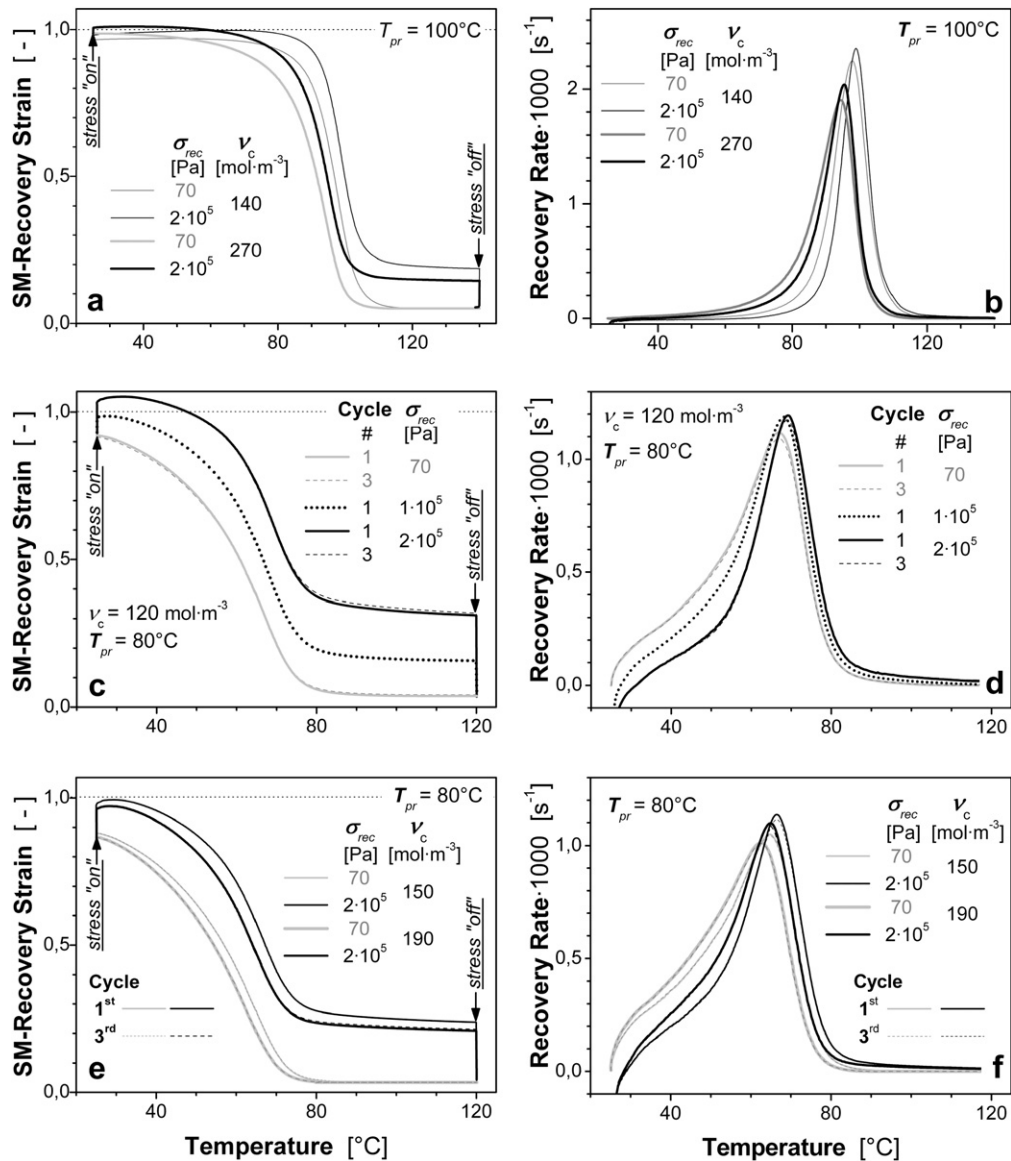 SM-Recovery Strain [ - ]
1,0
0,5
0,0
40
80
120
stress "on"
stress "off"
T_pr = 100°C
σ_rec ν_c
[Pa] [mol·m⁻³]
70
140
2·10⁵
70
270
2·10⁵
a
Recovery Rate·1000 [s⁻¹]
2
1
0
40
80
120
T_pr = 100°C
σ_rec ν_c
[Pa] [mol·m⁻³]
70
140
2·10⁵
70
270
2·10⁵
b
SM-Recovery Strain [ - ]
1,0
0,5
0,0
40
80
120
stress "on"
stress "off"
Cycle σ_rec
# [Pa]
1
70
3
1 1·10⁵
1
2·10⁵
3
ν_c = 120 mol·m⁻³
T_pr = 80°C
c
Recovery Rate·1000 [s⁻¹]
1,0
0,5
0,0
40
80
120
ν_c = 120 mol·m⁻³
T_pr = 80°C
Cycle σ_rec
# [Pa]
1
70
3
1 1·10⁵
1
2·10⁵
3
d
SM-Recovery Strain [ - ]
1,0
0,5
0,0
40
80
120
stress "on"
stress "off"
T_pr = 80°C
σ_rec ν_c
[Pa] [mol·m⁻³]
70
150
2·10⁵
70
190
2·10⁵
Cycle
1st
3rd
e
Temperature [°C]
Recovery Rate·1000 [s⁻¹]
1,0
0,5
0,0
40
80
120
T_pr = 80°C
σ_rec ν_c
[Pa] [mol·m⁻³]
70
150
2·10⁵
70
190
2·10⁵
Cycle
1st
3rd
f
Temperature [°C]